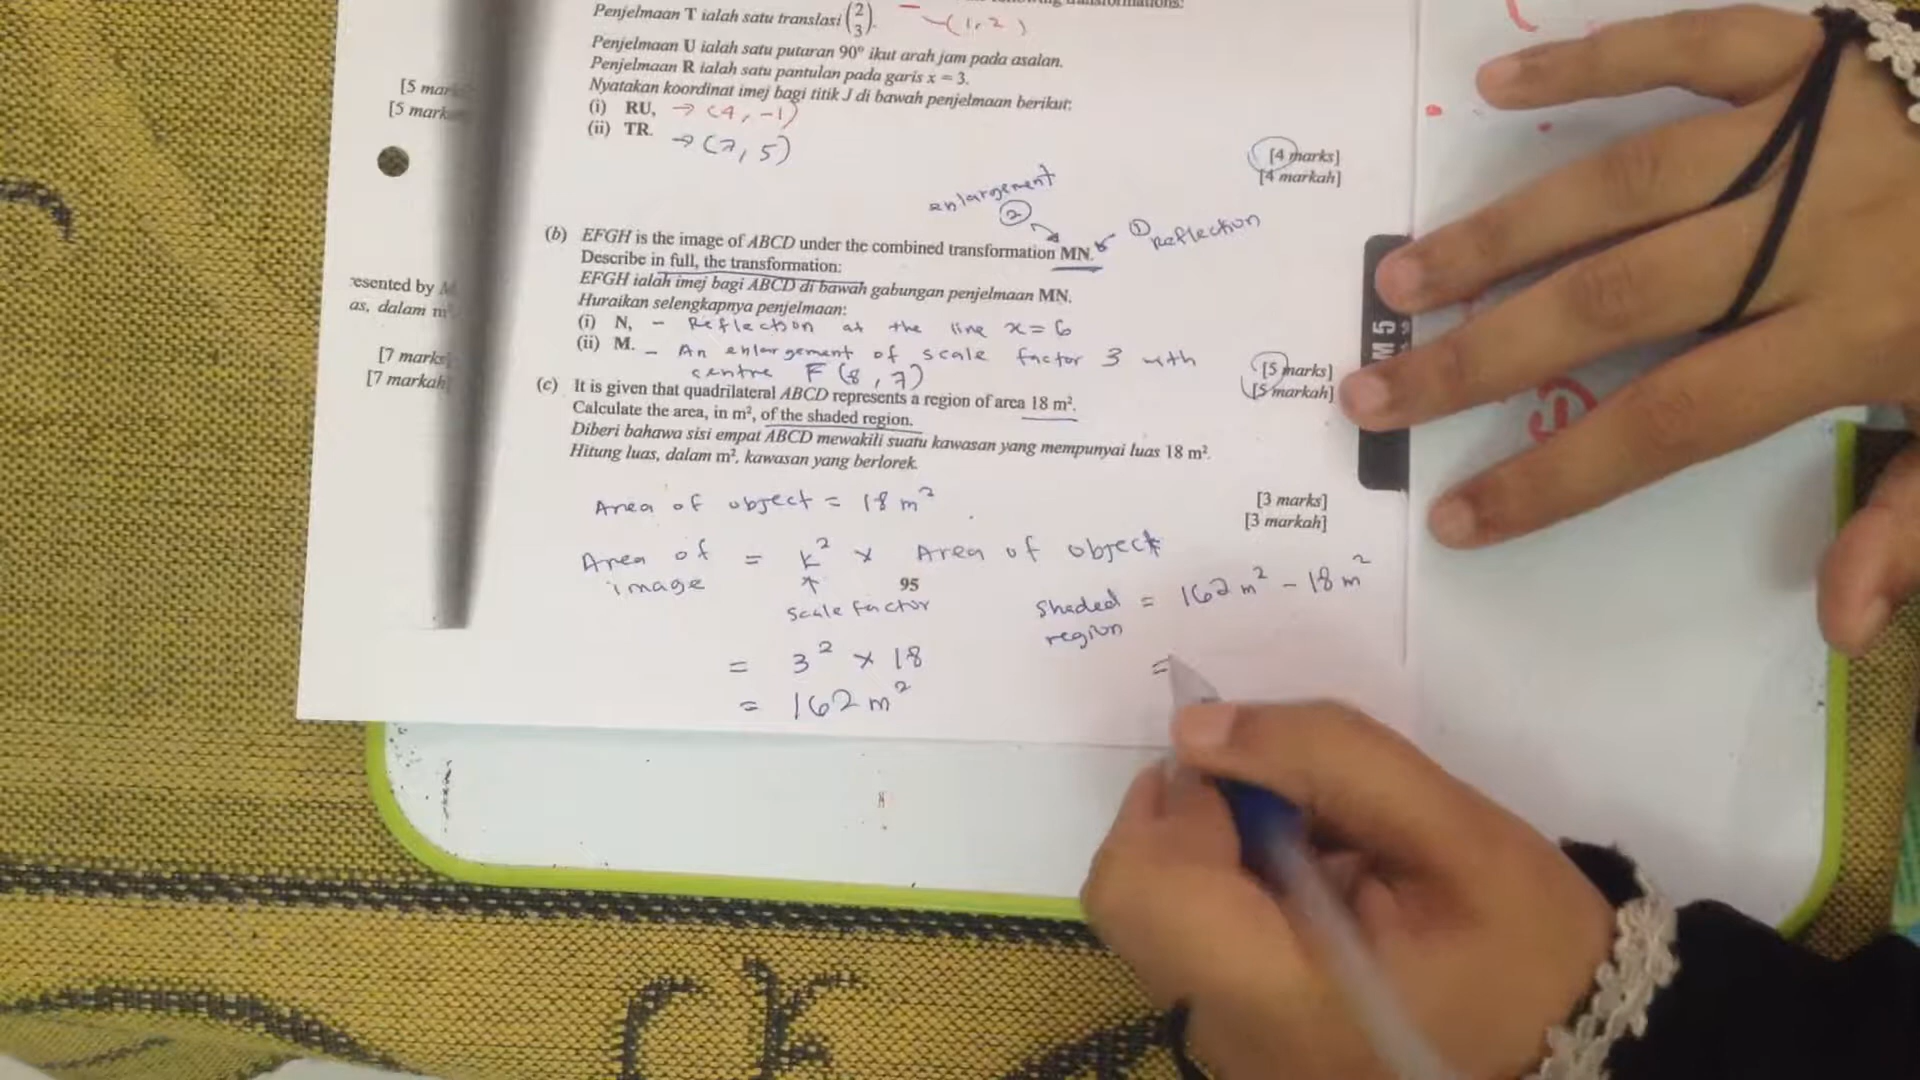 Penjelmaan T ialah satu translasi (2 3). (1, 2)
Penjelmaan U ialah satu putaran 90° ikut arah jam pada asalan.
Penjelmaan R ialah satu pantulan pada garis x = 3.
Nyatakan koordinat imej bagi titik J di bawah penjelmaan berikut:
(i) RU, → (4, -1)
(ii) TR. → (7, 5)
[4 marks]
[4 markah]
enlargement
② ① Reflection
(b) EFGH is the image of ABCD under the combined transformation MN.
Describe in full, the transformation:
EFGH ialah imej bagi ABCD di bawah gabungan penjelmaan MN.
Huraikan selengkapnya penjelmaan:
(i) N, - Reflection at the line x = 6
(ii) M. - An enlargement of scale factor 3 with
centre F (8, 7)
[5 marks]
[5 markah]
(c) It is given that quadrilateral ABCD represents a region of area 18 m².
Calculate the area, in m², of the shaded region.
Diberi bahawa sisi empat ABCD mewakili suatu kawasan yang mempunyai luas 18 m².
Hitung luas, dalam m², kawasan yang berlorek.
[3 marks]
[3 markah]
Area of object = 18 m²
Area of image = k² × Area of object
scale factor
95
= 3² × 18
= 162 m²
Shaded region = 162 m² - 18 m²
=
[5 mark
[5 mark
resented by
as, dalam m²
[7 marks]
[7 markah]
M 5